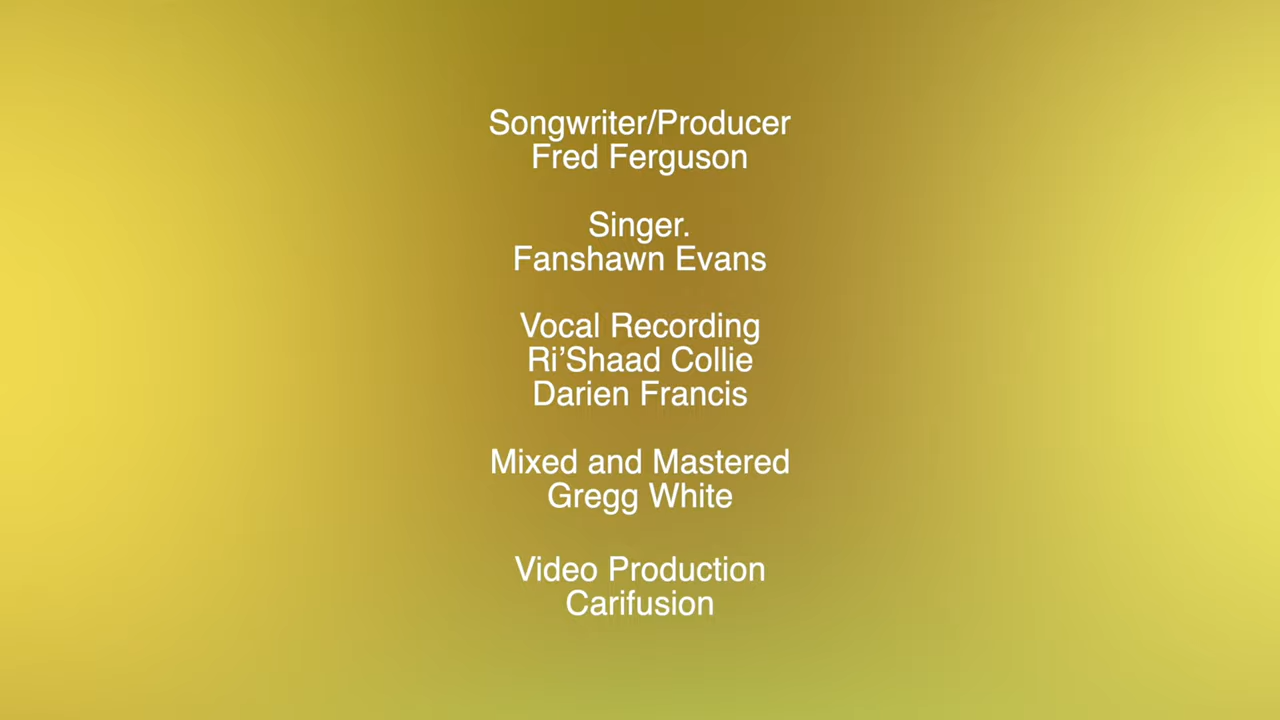 Songwriter/Producer
Fred Ferguson
Singer.
Fanshawn Evans
Vocal Recording
Ri’Shaad Collie
Darien Francis
Mixed and Mastered
Gregg White
Video Production
Carifusion